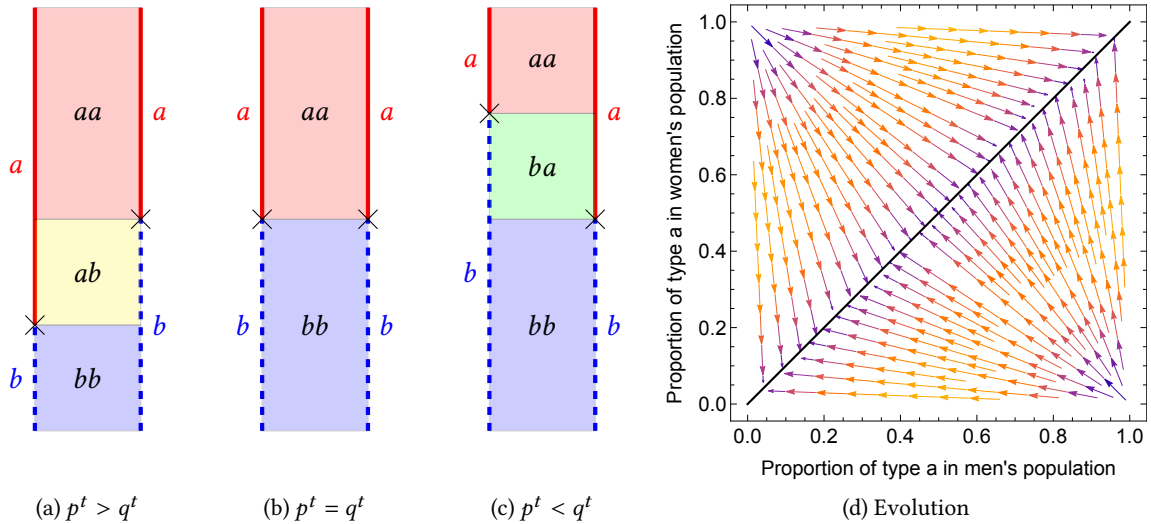 a
aa
a
ab
b
bb
b
(a) p^t > q^t
a
aa
a
b
bb
b
(b) p^t = q^t
a
aa
a
ba
b
bb
b
(c) p^t < q^t
Proportion of type a in women's population
1.0
0.8
0.6
0.4
0.2
0.0
0.0 0.2 0.4 0.6 0.8 1.0
Proportion of type a in men's population
(d) Evolution